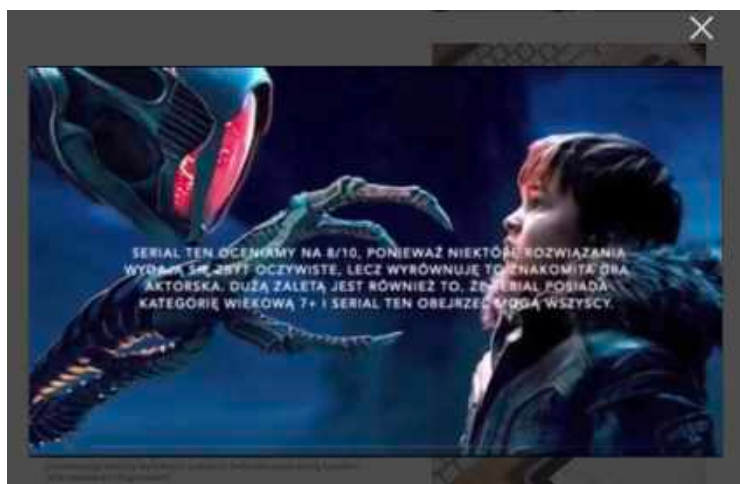 SERIAL TEN OCENIAMY NA 8/10, PONIEWAŻ NIEKTÓRE ROZWIĄZANIA
WYDAJĄ SIĘ ZBYT OCZYWISTE, LECZ WYRÓWNUJE TO ZNAKOMITA GRA
AKTORSKA. DUŻĄ ZALETĄ JEST RÓWNIEŻ TO, ŻE SERIAL POSIADA
KATEGORIĘ WIEKOWĄ 7+ I SERIAL TEN OBEJRZEĆ MOGĄ WSZYSCY.